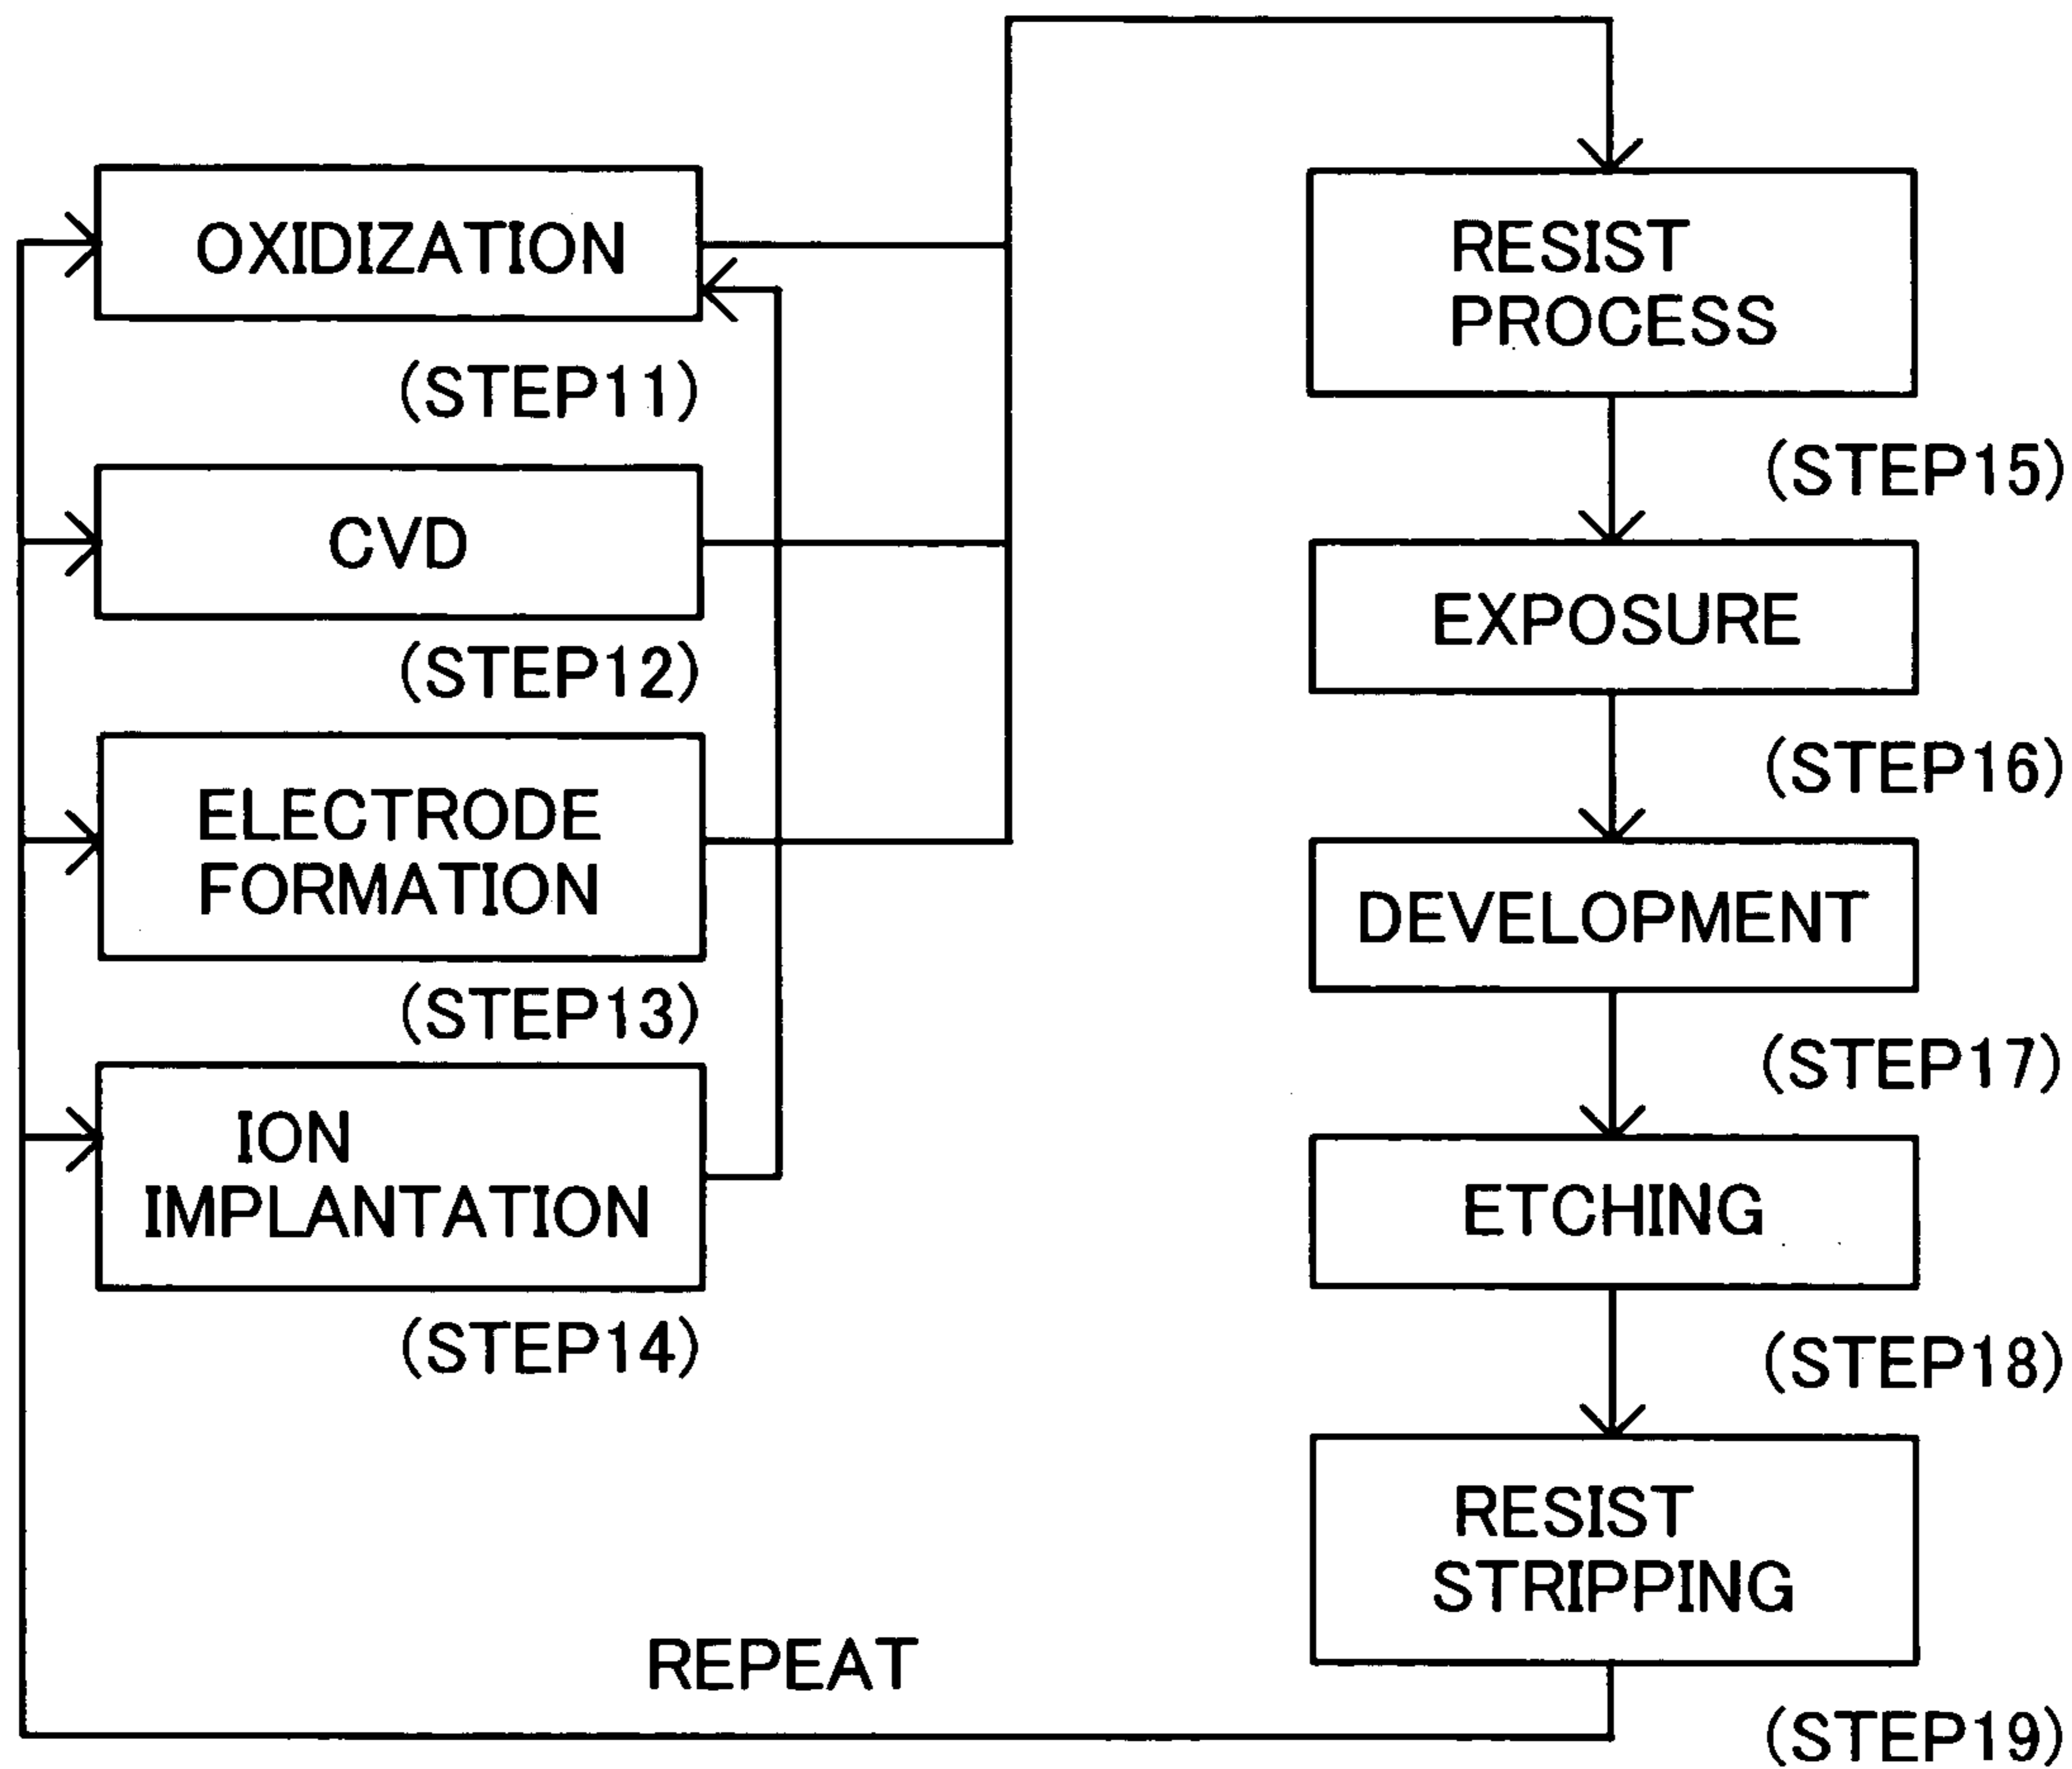 OXIDIZATION
(STEP11)
CVD
(STEP12)
ELECTRODE
FORMATION
(STEP13)
ION
IMPLANTATION
(STEP14)
RESIST
PROCESS
(STEP15)
EXPOSURE
(STEP16)
DEVELOPMENT
(STEP17)
ETCHING
(STEP18)
RESIST
STRIPPING
(STEP19)
REPEAT